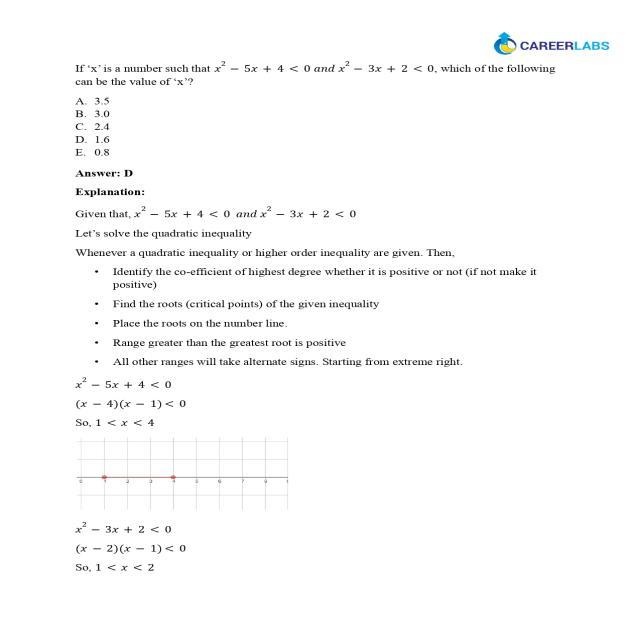 CAREERLABS
If ‘x’ is a number such that x² − 5x + 4 < 0 and x² − 3x + 2 < 0, which of the following
can be the value of ‘x’?
A. 3.5
B. 3.0
C. 2.4
D. 1.6
E. 0.8
Answer: D
Explanation:
Given that, x² − 5x + 4 < 0 and x² − 3x + 2 < 0
Let’s solve the quadratic inequality
Whenever a quadratic inequality or higher order inequality are given. Then,
• Identify the co-efficient of highest degree whether it is positive or not (if not make it
positive)
• Find the roots (critical points) of the given inequality
• Place the roots on the number line.
• Range greater than the greatest root is positive
• All other ranges will take alternate signs. Starting from extreme right.
x² − 5x + 4 < 0
(x − 4)(x − 1) < 0
So, 1 < x < 4
0 1 2 3 4 5 6 7 8 9
x² − 3x + 2 < 0
(x − 2)(x − 1) < 0
So, 1 < x < 2